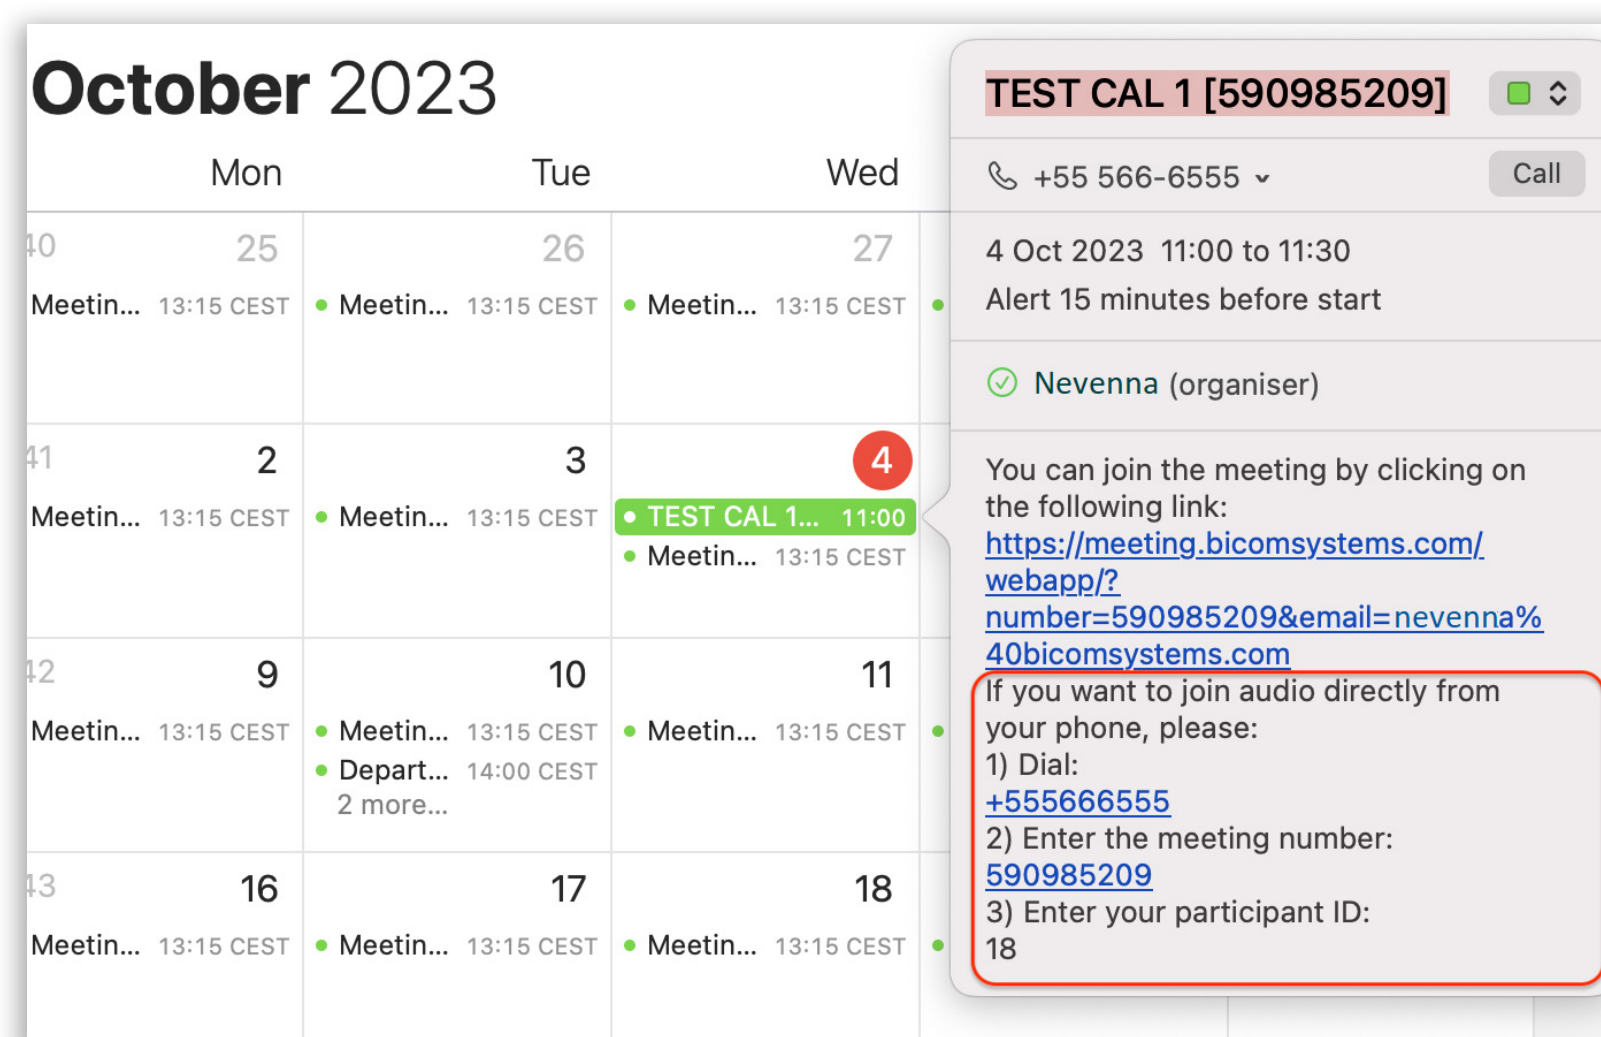 October 2023
Mon Tue Wed
40 25 26 27
Meetin... 13:15 CEST Meetin... 13:15 CEST Meetin... 13:15 CEST
41 2 3 4
Meetin... 13:15 CEST Meetin... 13:15 CEST TEST CAL 1... 11:00
Meetin... 13:15 CEST
42 9 10 11
Meetin... 13:15 CEST Meetin... 13:15 CEST Meetin... 13:15 CEST
Depart... 14:00 CEST
2 more...
43 16 17 18
Meetin... 13:15 CEST Meetin... 13:15 CEST Meetin... 13:15 CEST
TEST CAL 1 [590985209]
+55 566-6555 Call
4 Oct 2023 11:00 to 11:30
Alert 15 minutes before start
Nevenna (organiser)
You can join the meeting by clicking on
the following link:
https://meeting.bicomsystems.com/
webapp/?
number=590985209&email=nevenna%
40bicomsystems.com
If you want to join audio directly from
your phone, please:
1) Dial:
+555666555
2) Enter the meeting number:
590985209
3) Enter your participant ID:
18